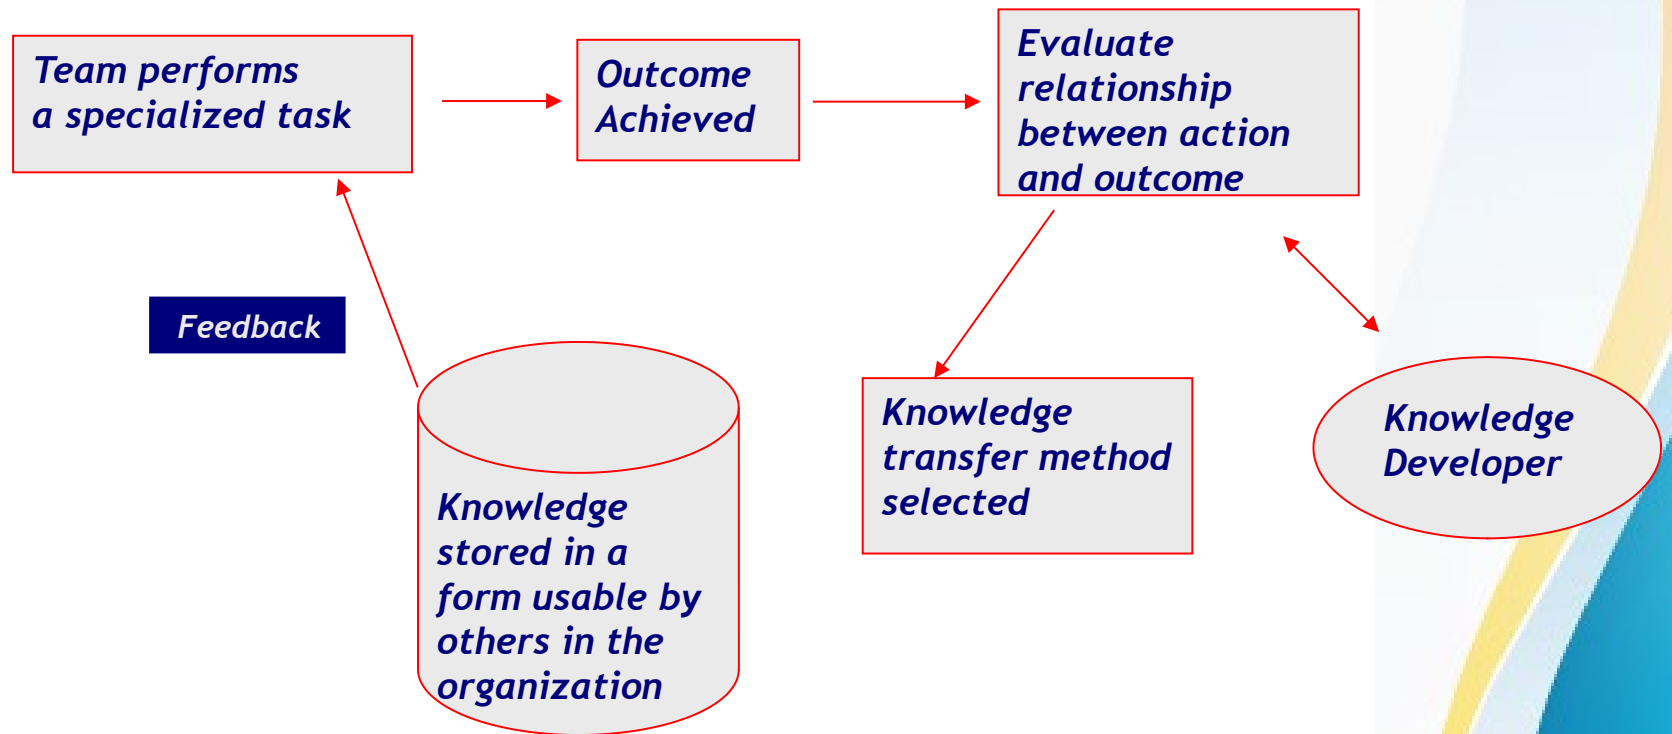 Team performs
a specialized task
Outcome
Achieved
Evaluate
relationship
between action
and outcome
Feedback
Knowledge
stored in a
form usable by
others in the
organization
Knowledge
transfer method
selected
Knowledge
Developer